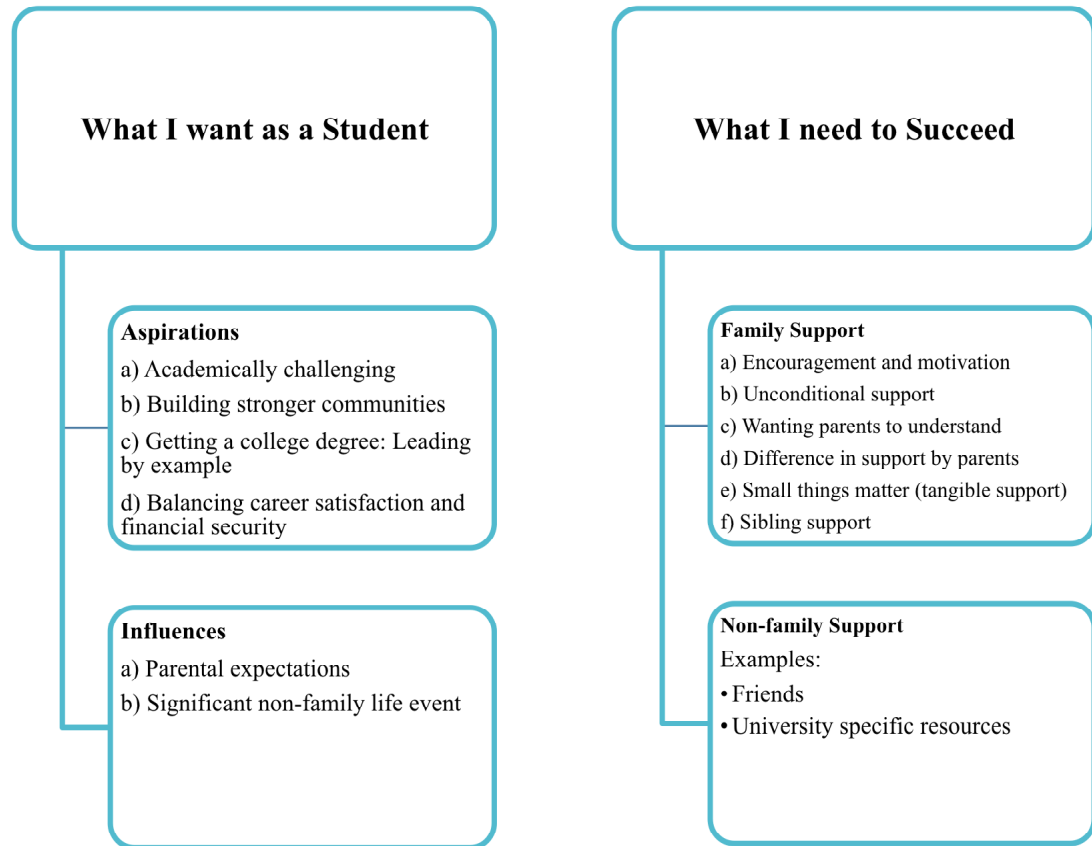 What I want as a Student
Aspirations
a) Academically challenging
b) Building stronger communities
c) Getting a college degree: Leading
by example
d) Balancing career satisfaction and
financial security
Influences
a) Parental expectations
b) Significant non-family life event
What I need to Succeed
Family Support
a) Encouragement and motivation
b) Unconditional support
c) Wanting parents to understand
d) Difference in support by parents
e) Small things matter (tangible support)
f) Sibling support
Non-family Support
Examples:
• Friends
• University specific resources